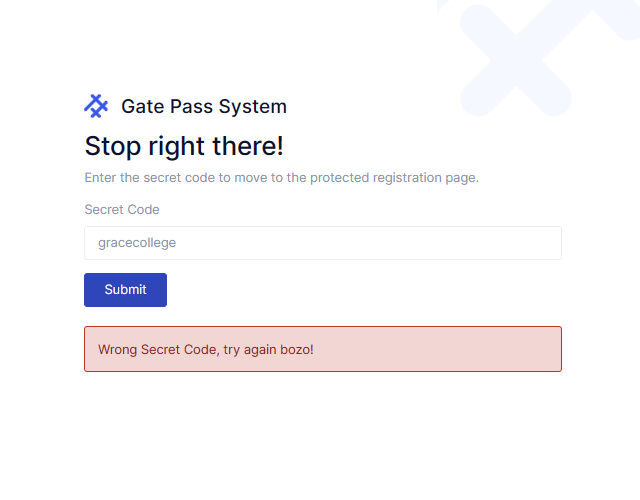 Gate Pass System
Stop right there!
Enter the secret code to move to the protected registration page.
Secret Code
gracecollege
Submit
Wrong Secret Code, try again bozo!